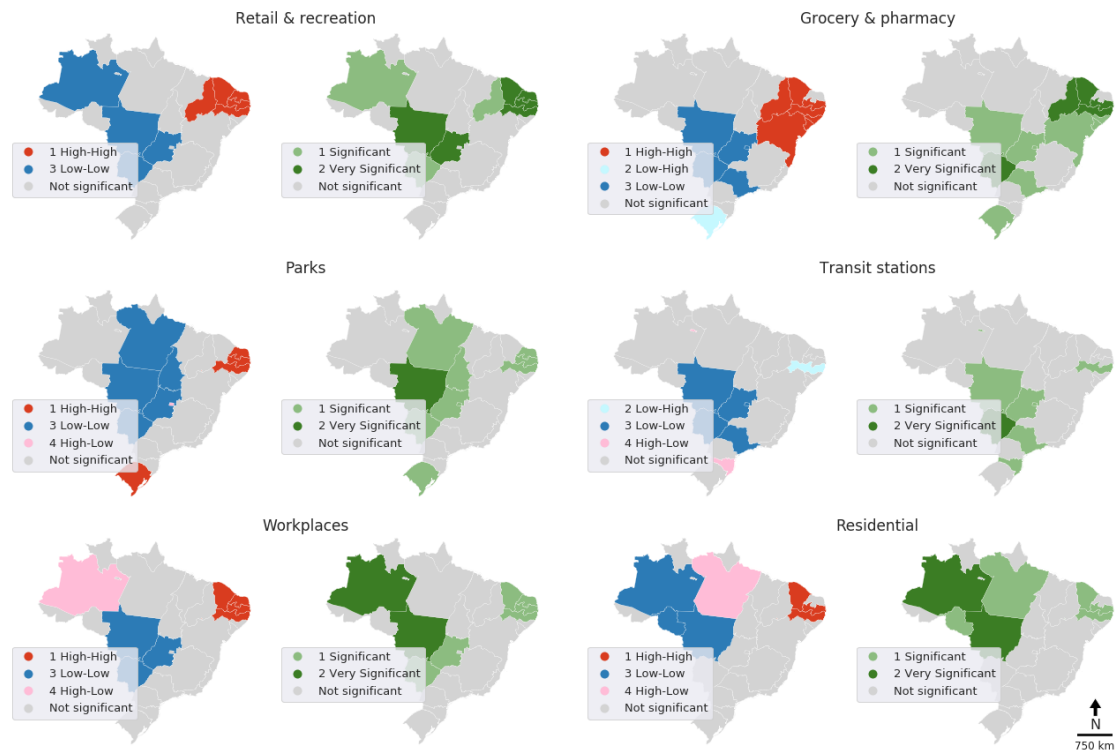 Retail & recreation
Grocery & pharmacy
1 High-High
3 Low-Low
Not significant
1 Significant
2 Very Significant
Not significant
1 High-High
2 Low-High
3 Low-Low
Not significant
1 Significant
2 Very Significant
Not significant
Parks
Transit stations
1 High-High
3 Low-Low
4 High-Low
Not significant
1 Significant
2 Very Significant
Not significant
2 Low-High
3 Low-Low
4 High-Low
Not significant
1 Significant
2 Very Significant
Not significant
Workplaces
Residential
1 High-High
3 Low-Low
4 High-Low
Not significant
1 Significant
2 Very Significant
Not significant
1 High-High
3 Low-Low
4 High-Low
Not significant
1 Significant
2 Very Significant
Not significant
N
750 km